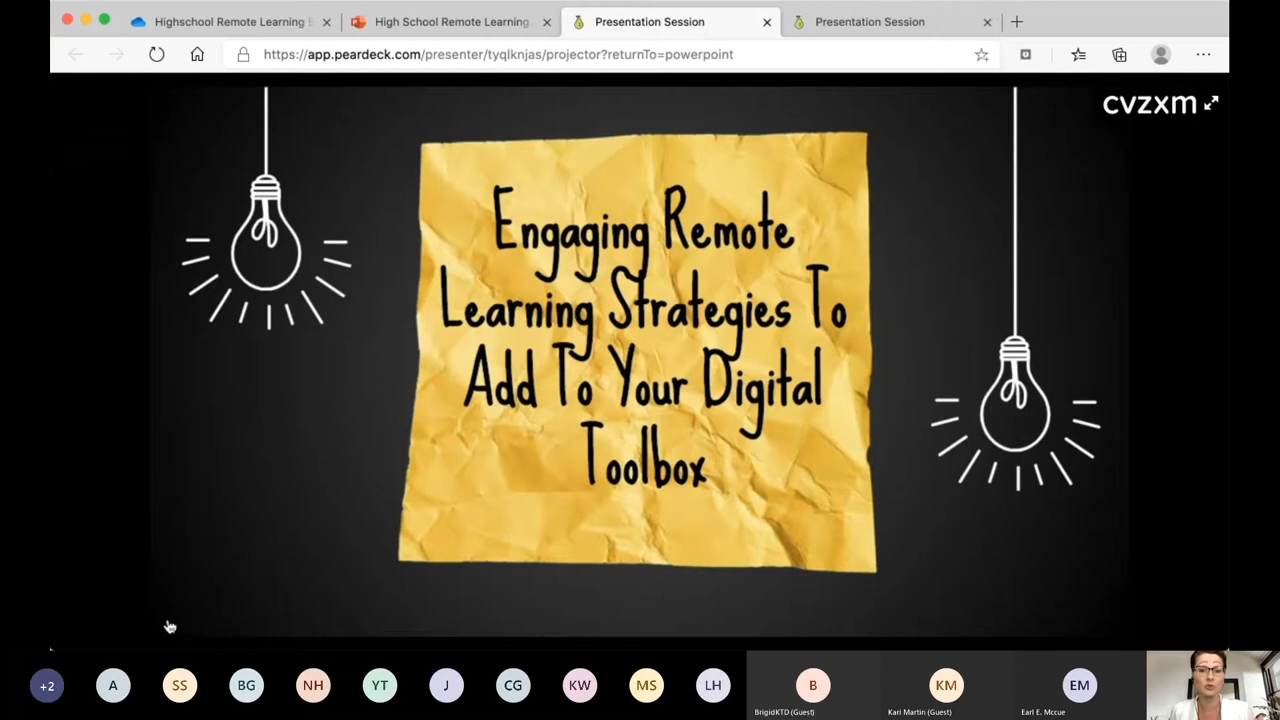 Highschool Remote Learning B
High School Remote Learning.
Presentation Session
Presentation Session
https://app.peardeck.com/presenter/tyqlknjas/projector?returnTo=powerpoint
cvzxm
Engaging Remote
Learning Strategies To
Add To Your Digital
Toolbox
+2
A
SS
BG
NH
YT
J
CG
KW
MS
LH
B
KM
EM
BrigidKTD (Guest)
Kari Martin (Guest)
Earl E. Mccue